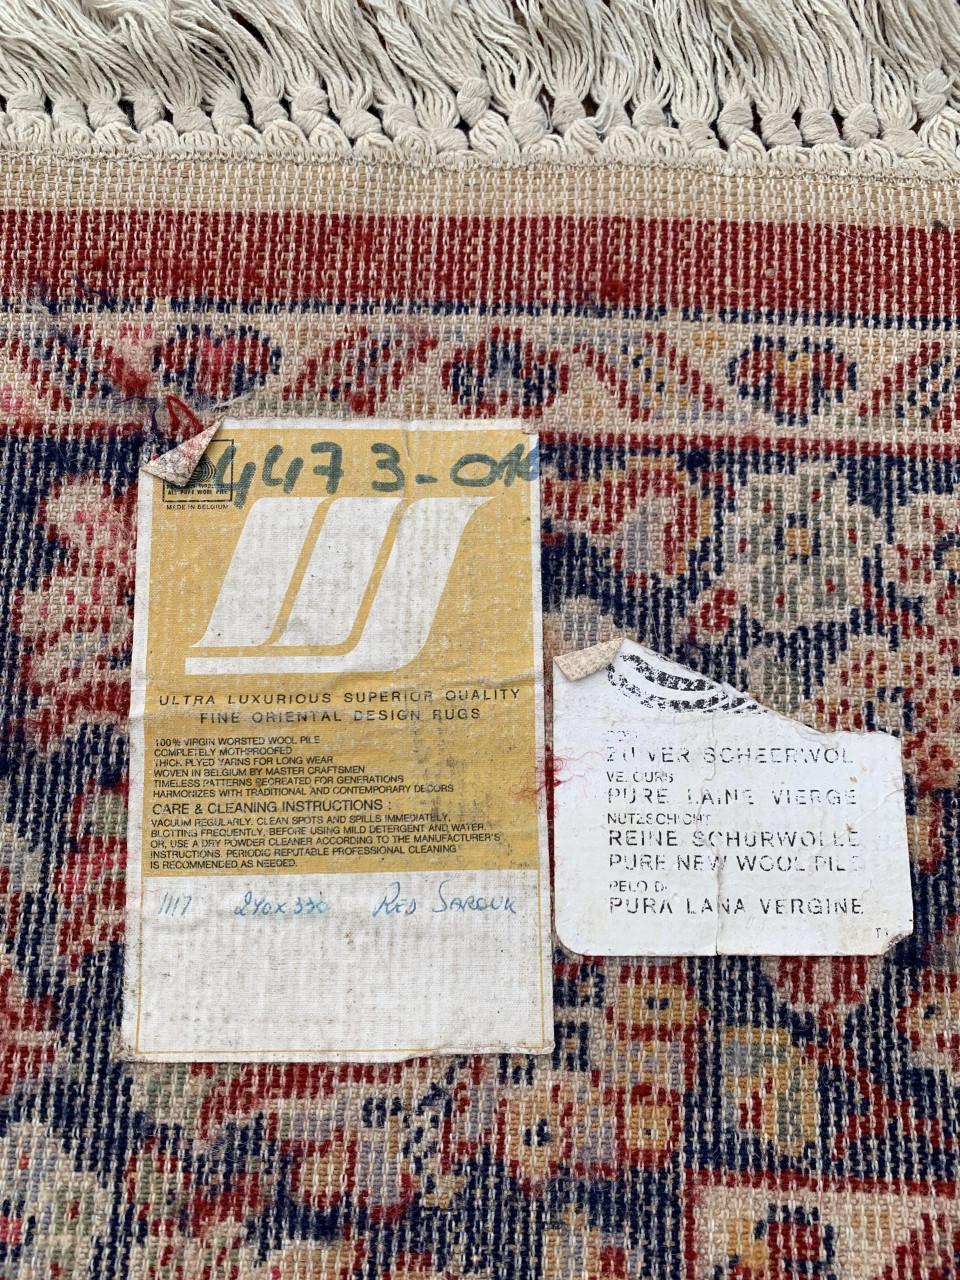 4473-01
ALL PURE WOOL PILE
MADE IN BELGIUM
ULTRA LUXURIOUS SUPERIOR QUALITY
FINE ORIENTAL DESIGN RUGS
100% VIRGIN WORSTED WOOL PILE
COMPLETELY MOTHPROOFED
THICK PLYED YARNS FOR LONG WEAR
WOVEN IN BELGIUM BY MASTER CRAFTSMEN
TIMELESS PATTERNS RECREATED FOR GENERATIONS
HARMONIZES WITH TRADITIONAL AND CONTEMPORARY DECORS
CARE & CLEANING INSTRUCTIONS :
VACUUM REGULARLY. CLEAN SPOTS AND SPILLS IMMEDIATELY,
BLOTTING FREQUENTLY, BEFORE USING MILD DETERGENT AND WATER.
OR, USE A DRY POWDER CLEANER ACCORDING TO THE MANUFACTURER'S
INSTRUCTIONS. PERIODIC REPUTABLE PROFESSIONAL CLEANING
IS RECOMMENDED AS NEEDED.
1117 240x330 RED SAROUK
ZUIVER SCHEERWOL
VELOURS
PURE LAINE VIERGE
NUTZSCHICHT
REINE SCHURWOLLE
PURE NEW WOOL PILE
PELO DI
PURA LANA VERGINE